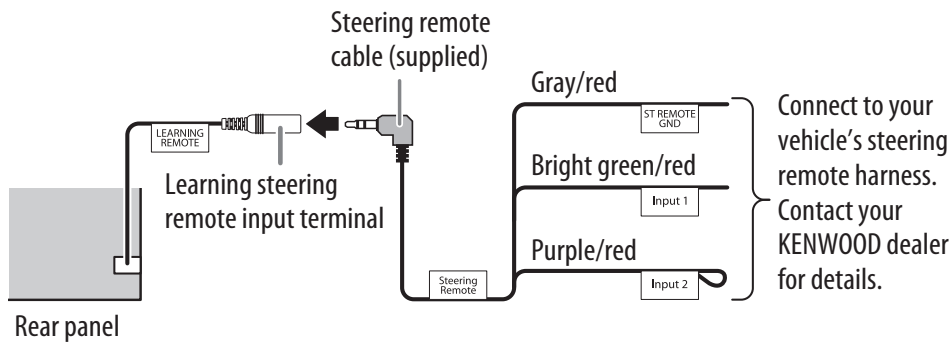 Steering remote
cable (supplied)
Gray/red
ST REMOTE
GND
LEARNING
REMOTE
Learning steering
remote input terminal
Bright green/red
Input 1
Purple/red
Input 2
Steering
Remote
Connect to your
vehicle's steering
remote harness.
Contact your
KENWOOD dealer
for details.
Rear panel